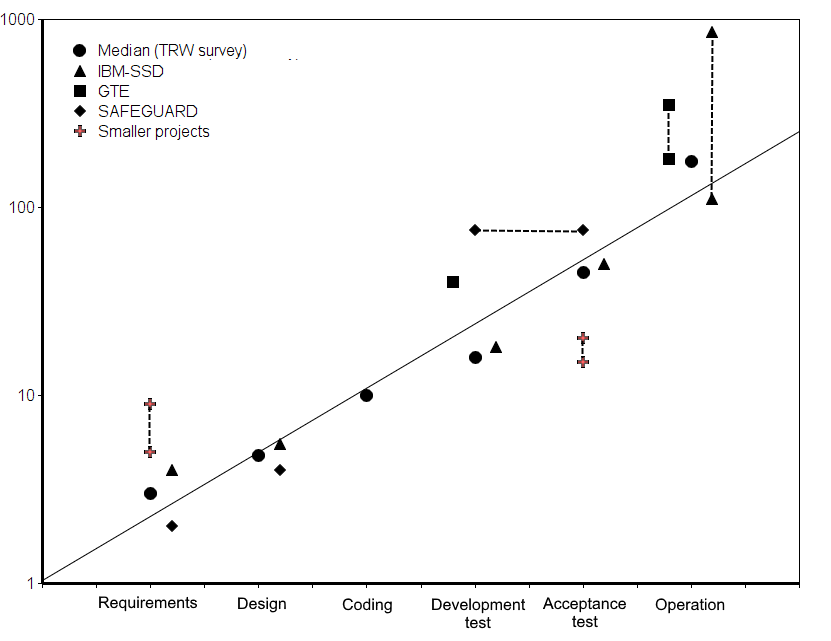 1000
Median (TRW survey)
IBM-SSD
GTE
SAFEGUARD
Smaller projects
100
10
1
Requirements
Design
Coding
Development
test
Acceptance
test
Operation